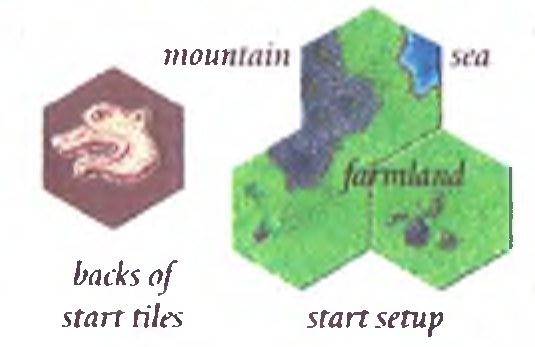 mountain
sea
farmland
backs of
start tiles
start setup